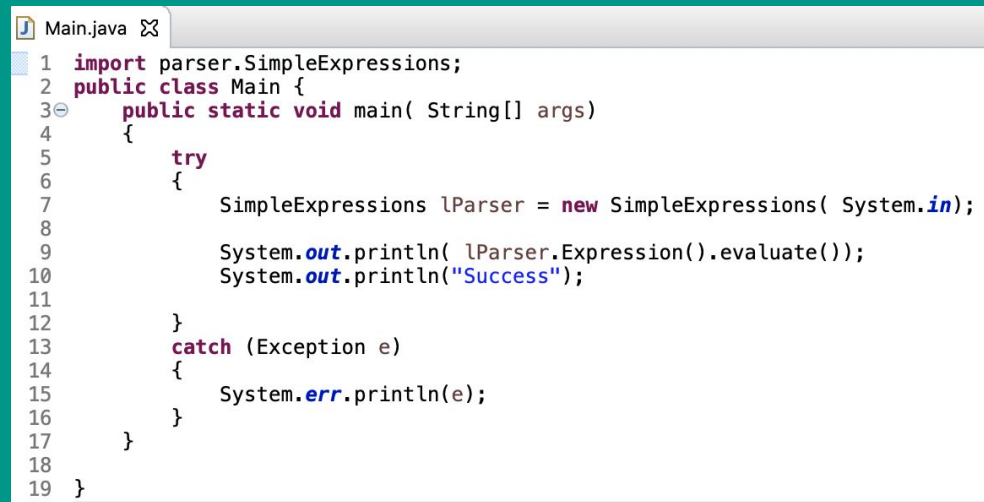 Main.java
1 import parser.SimpleExpressions;
2 public class Main {
3 public static void main( String[] args)
4 {
5 try
6 {
7 SimpleExpressions lParser = new SimpleExpressions( System.in);
8
9 System.out.println( lParser.Expression().evaluate());
10 System.out.println("Success");
11
12 }
13 catch (Exception e)
14 {
15 System.err.println(e);
16 }
17 }
18
19 }